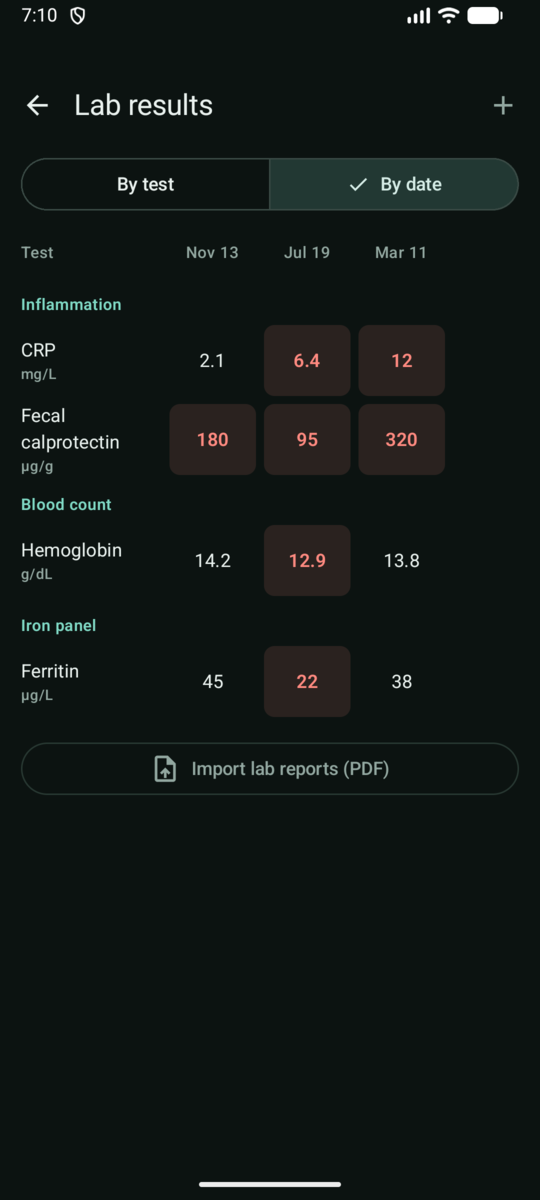 7:10
Lab results
By test
By date
Test Nov 13 Jul 19 Mar 11
Inflammation
CRP
mg/L
2.1 6.4 12
Fecal
calprotectin
µg/g
180 95 320
Blood count
Hemoglobin
g/dL
14.2 12.9 13.8
Iron panel
Ferritin
µg/L
45 22 38
Import lab reports (PDF)